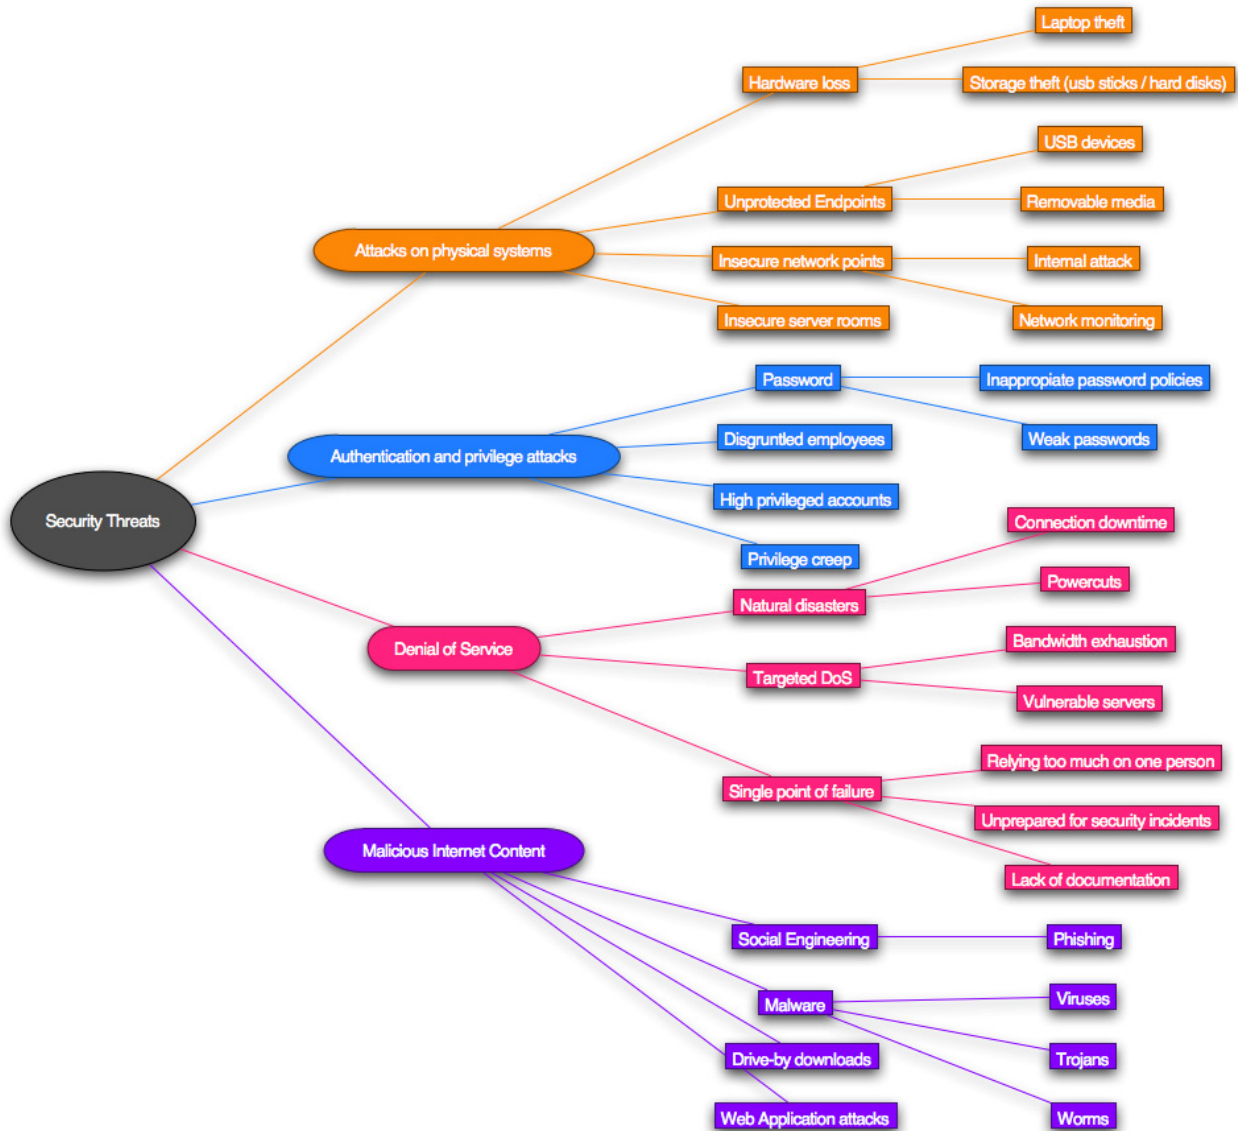 Laptop theft
Hardware loss
Storage theft (usb sticks / hard disks)
USB devices
Unprotected Endpoints
Removable media
Attacks on physical systems
Insecure network points
Internal attack
Insecure server rooms
Network monitoring
Password
Inappropiate password policies
Disgruntled employees
Weak passwords
Authentication and privilege attacks
High privileged accounts
Security Threats
Connection downtime
Privilege creep
Powercuts
Natural disasters
Bandwidth exhaustion
Denial of Service
Targeted DoS
Vulnerable servers
Relying too much on one person
Single point of failure
Unprepared for security incidents
Malicious Internet Content
Lack of documentation
Social Engineering
Phishing
Malware
Viruses
Drive-by downloads
Trojans
Web Application attacks
Worms